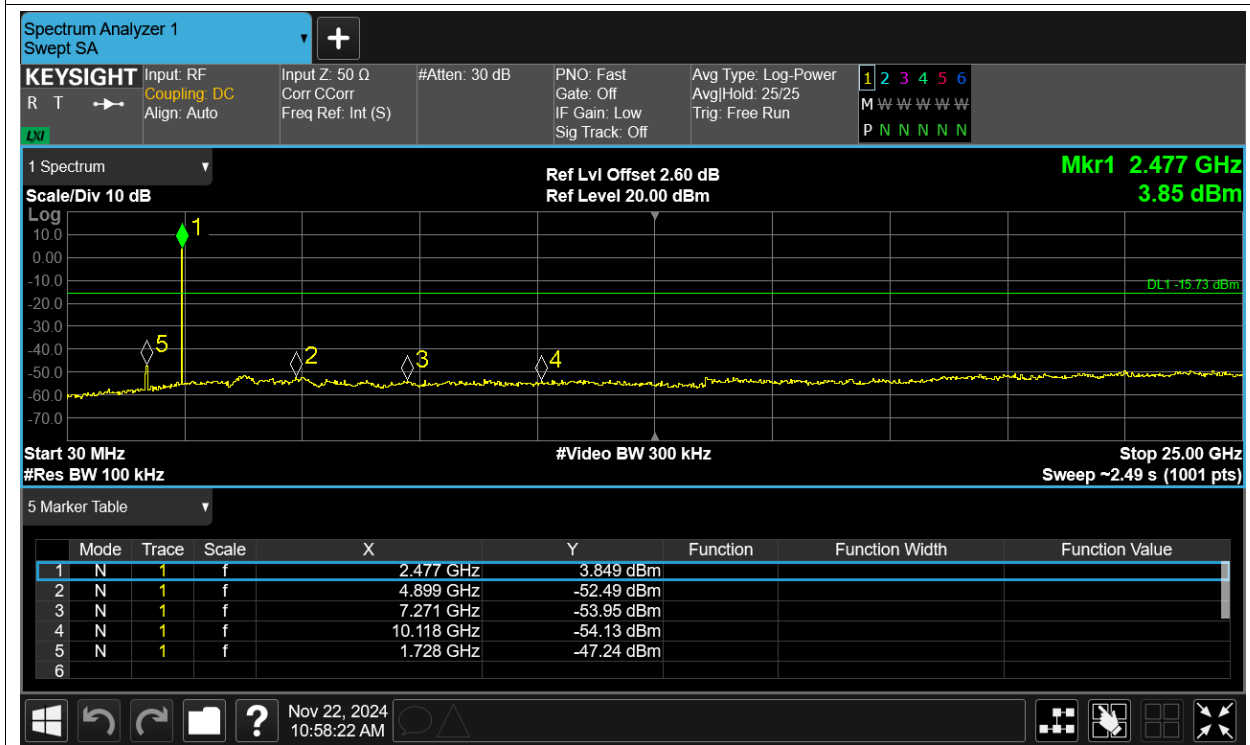 Spectrum Analyzer 1
Swept SA
KEYSIGHT
R T
LXI
Input: RF
Coupling: DC
Align: Auto
Input Z: 50 Ω
Corr CCorr
Freq Ref: Int (S)
#Atten: 30 dB
PNO: Fast
Gate: Off
IF Gain: Low
Sig Track: Off
Avg Type: Log-Power
Avg|Hold: 25/25
Trig: Free Run
1 2 3 4 5 6
M W W W W W
P N N N N N
1 Spectrum
Scale/Div 10 dB
Ref Lvl Offset 2.60 dB
Ref Level 20.00 dBm
Mkr1 2.477 GHz
3.85 dBm
Log
10.0
0.00
-10.0
-20.0
-30.0
-40.0
-50.0
-60.0
-70.0
1
DL1 -15.73 dBm
5
2
3
4
Start 30 MHz
#Video BW 300 kHz
Stop 25.00 GHz
#Res BW 100 kHz
Sweep ~2.49 s (1001 pts)
5 Marker Table
Mode Trace Scale X Y Function Function Width Function Value
1 N 1 f 2.477 GHz 3.849 dBm
2 N 1 f 4.899 GHz -52.49 dBm
3 N 1 f 7.271 GHz -53.95 dBm
4 N 1 f 10.118 GHz -54.13 dBm
5 N 1 f 1.728 GHz -47.24 dBm
6
?
Nov 22, 2024
10:58:22 AM